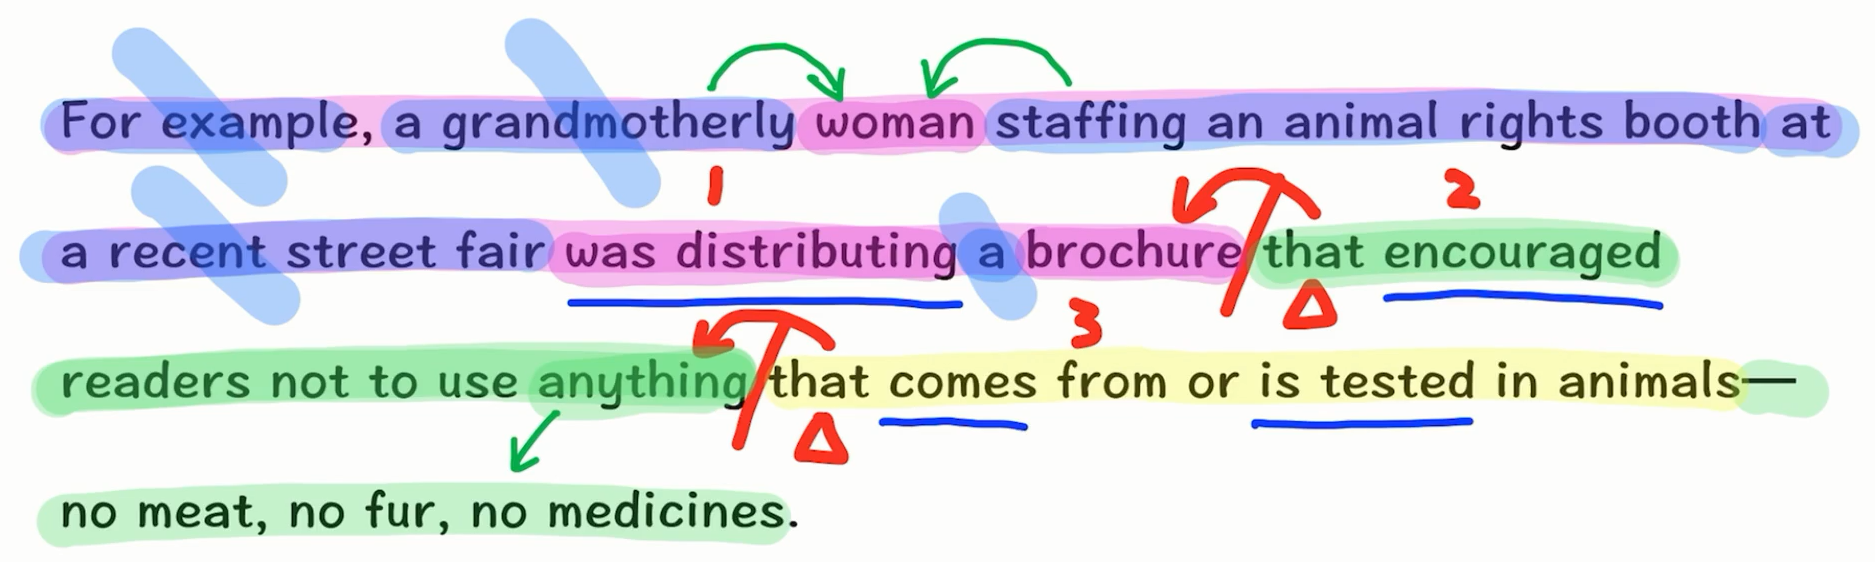 For example, a grandmotherly woman staffing an animal rights booth at
1 2
a recent street fair was distributing a brochure that encouraged
3
readers not to use anything that comes from or is tested in animals—
no meat, no fur, no medicines.